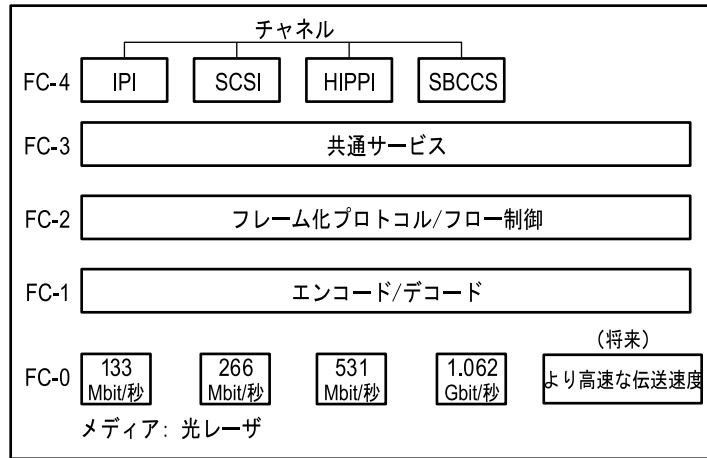 チャネル
FC-4 IPI SCSI HIPPI SBCCS
FC-3 共通サービス
FC-2 フレーム化プロトコル/フロー制御
FC-1 エンコード/デコード
(将来)
FC-0 133 Mbit/秒 266 Mbit/秒 531 Mbit/秒 1.062 Gbit/秒 より高速な伝送速度
メディア: 光レーザ